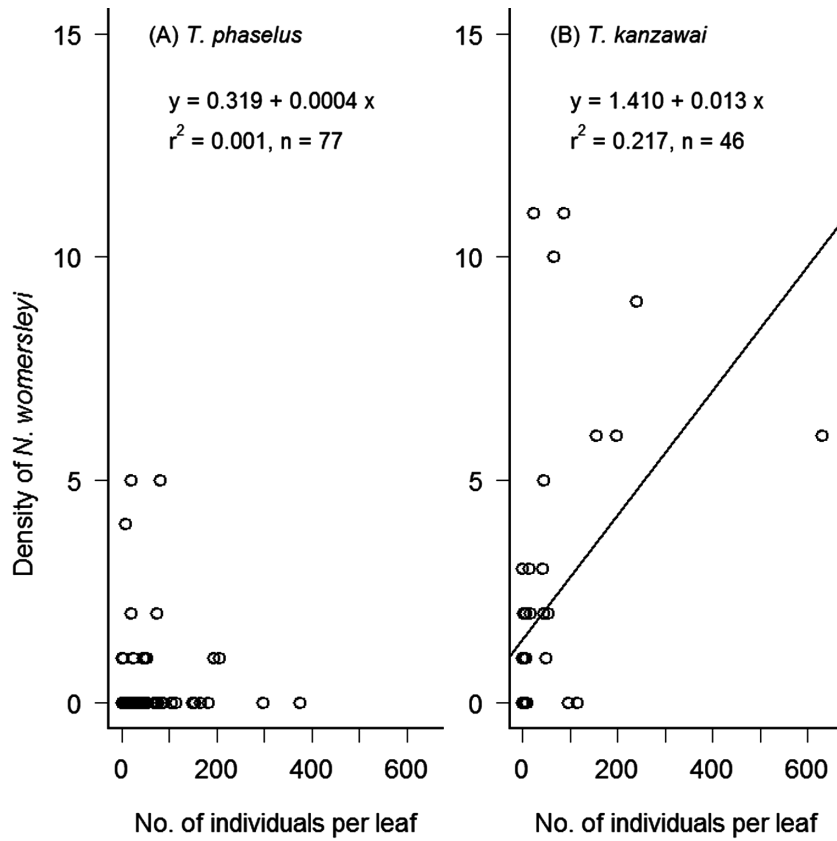 (A) T. phaselus
y = 0.319 + 0.0004 x
r² = 0.001, n = 77
15
10
5
0
Density of N. womersleyi
0 200 400 600
No. of individuals per leaf
(B) T. kanzawai
y = 1.410 + 0.013 x
r² = 0.217, n = 46
15
10
5
0
0 200 400 600
No. of individuals per leaf